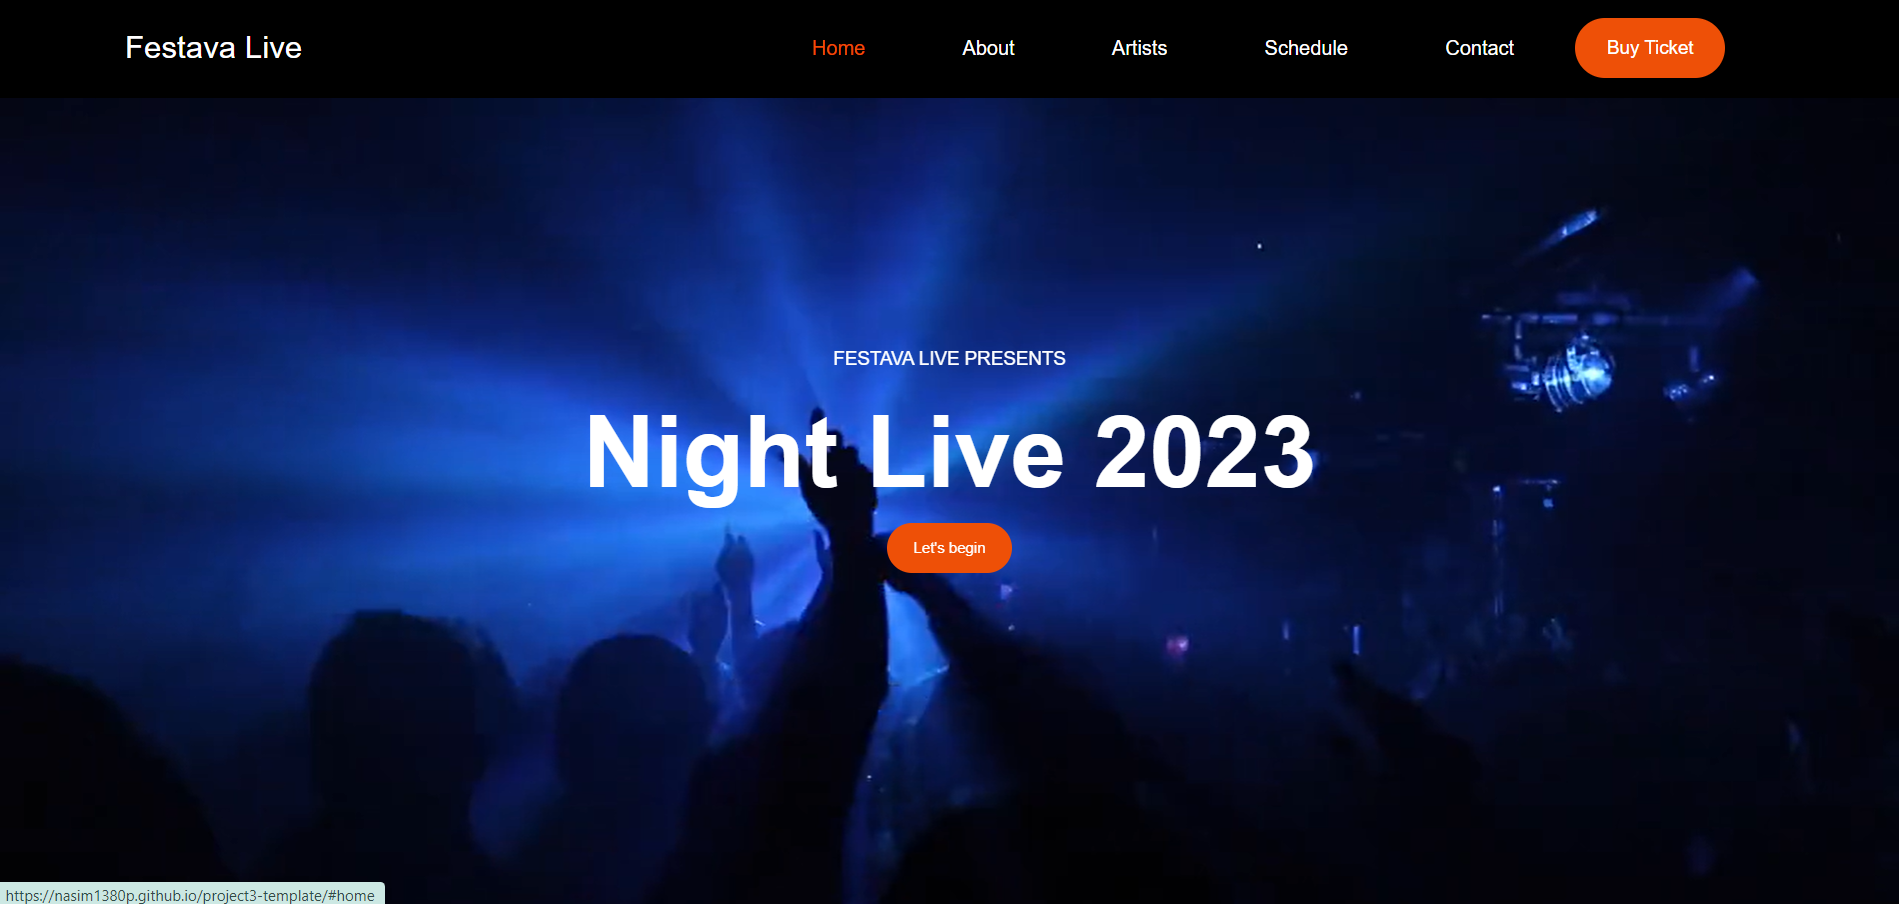 Festava Live
Home About Artists Schedule Contact Buy Ticket
FESTAVA LIVE PRESENTS
Night Live 2023
Let's begin
https://nasim1380p.github.io/project3-template/#home